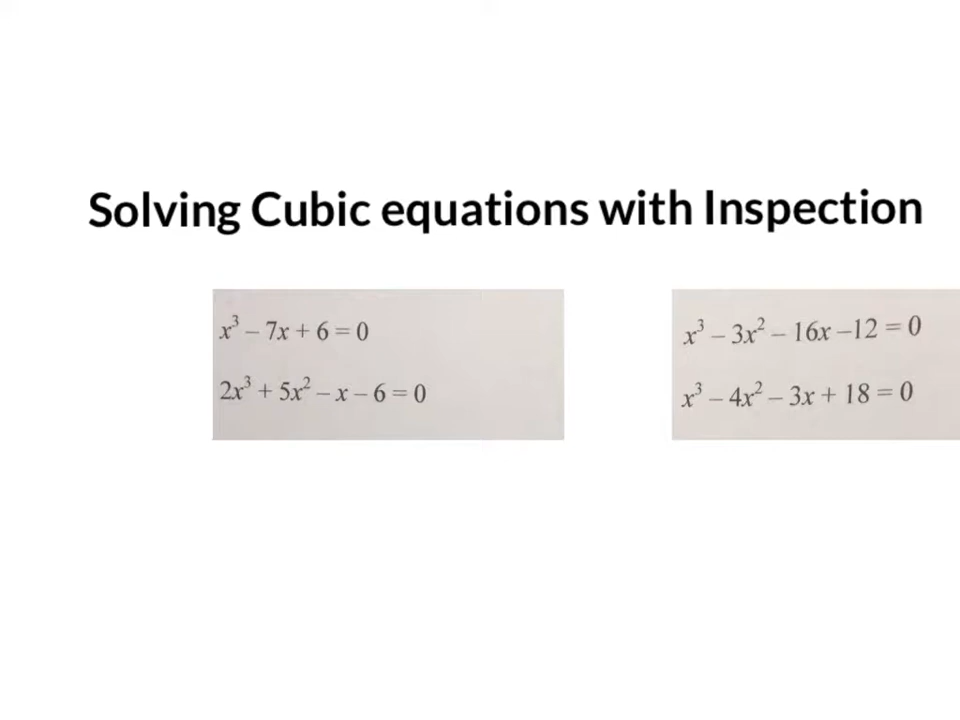 Solving Cubic equations with Inspection
x³ – 7x + 6 = 0
2x³ + 5x² – x – 6 = 0
x³ – 3x² – 16x –12 = 0
x³ – 4x² – 3x + 18 = 0